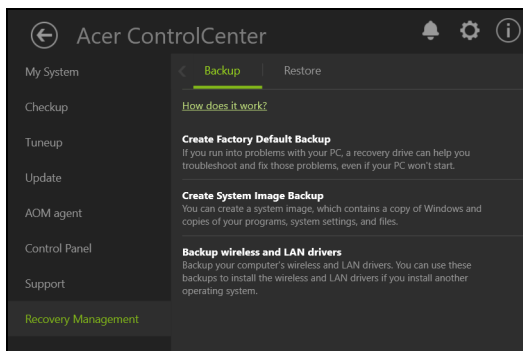 Acer ControlCenter
My System
Checkup
Tuneup
Update
AOM agent
Control Panel
Support
Recovery Management
Backup
Restore
How does it work?
Create Factory Default Backup
If you run into problems with your PC, a recovery drive can help you
troubleshoot and fix those problems, even if your PC won't start.
Create System Image Backup
You can create a system image, which contains a copy of Windows and
copies of your programs, system settings, and files.
Backup wireless and LAN drivers
Backup your computer's wireless and LAN drivers. You can use these
backups to install the wireless and LAN drivers if you install another
operating system.